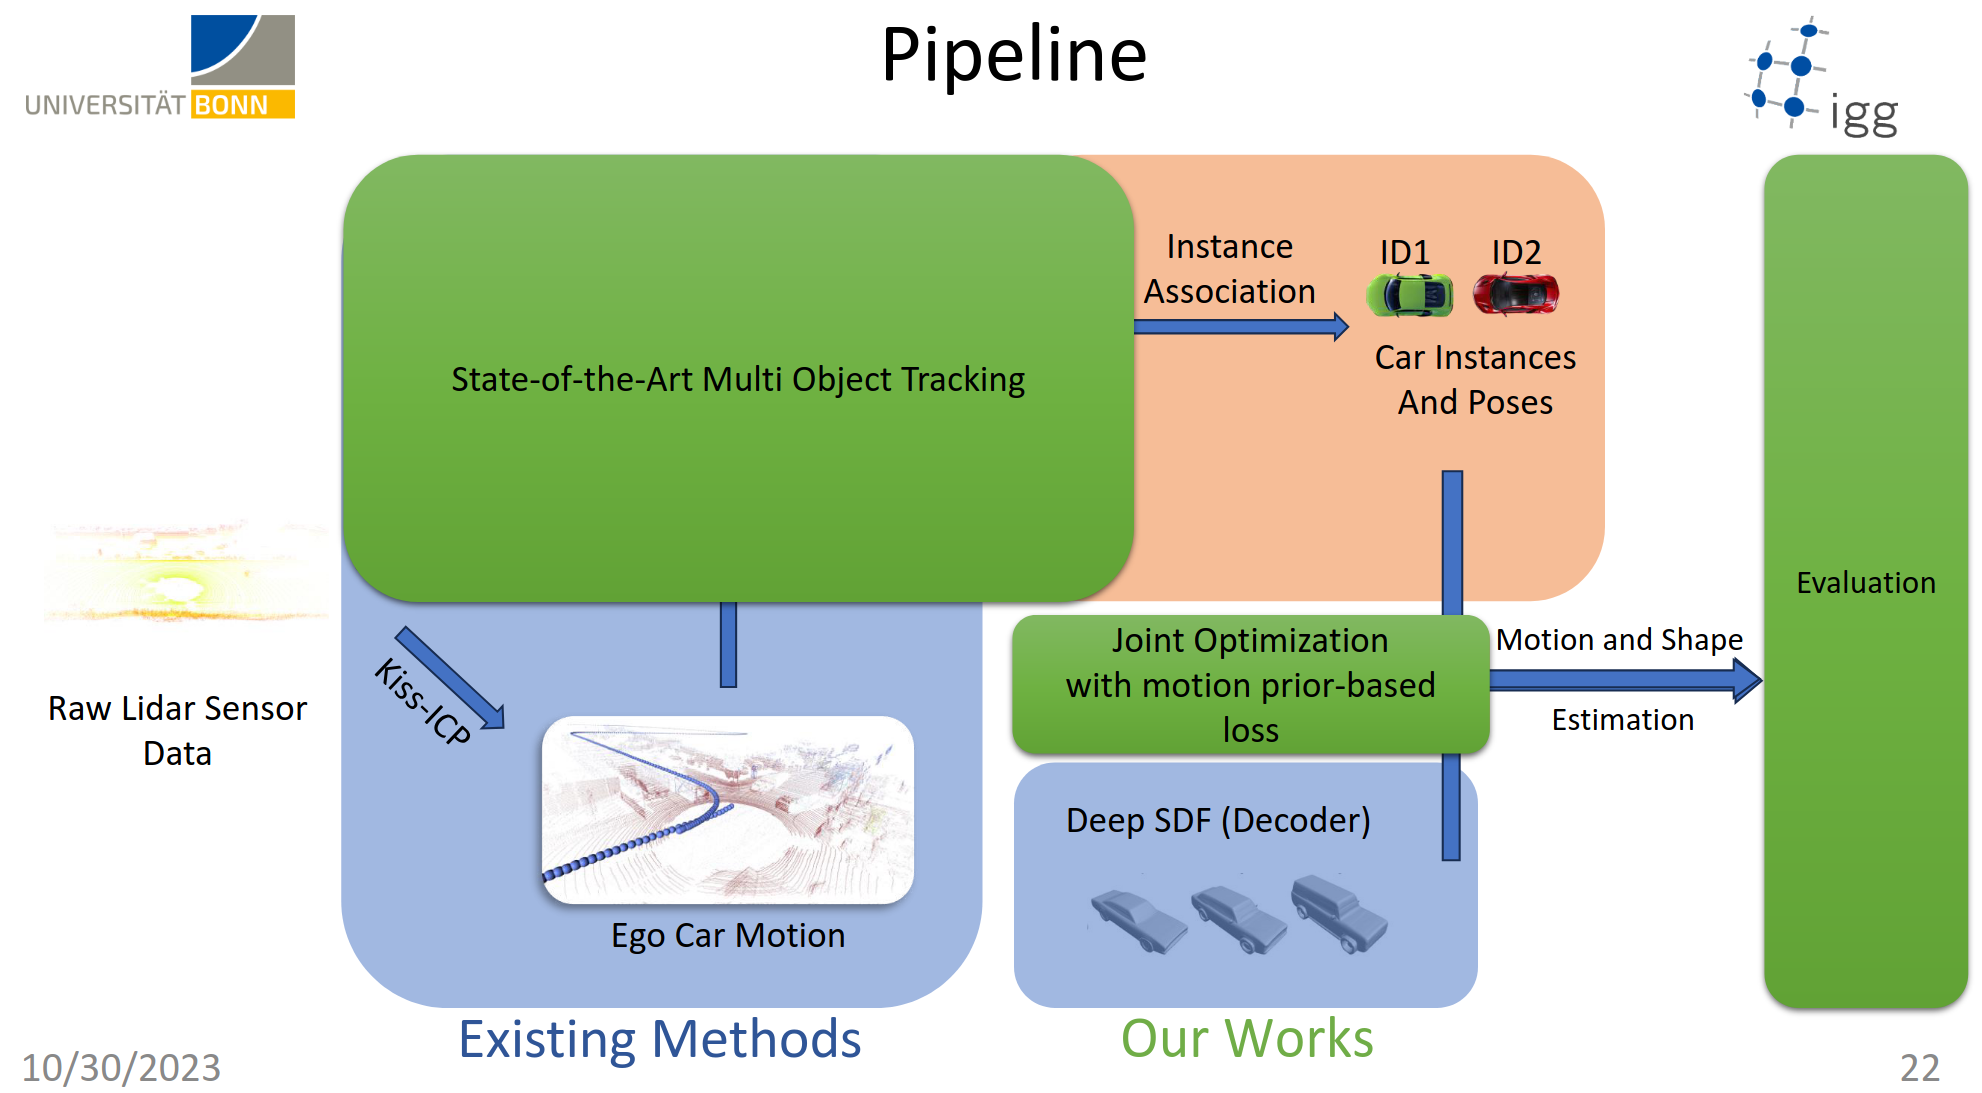 Pipeline
UNIVERSITÄT BONN
igg
State-of-the-Art Multi Object Tracking
Instance
Association
ID1 ID2
Car Instances
And Poses
Raw Lidar Sensor
Data
Kiss-ICP
Ego Car Motion
Joint Optimization
with motion prior-based
loss
Deep SDF (Decoder)
Motion and Shape
Estimation
Evaluation
Existing Methods
Our Works
10/30/2023
22